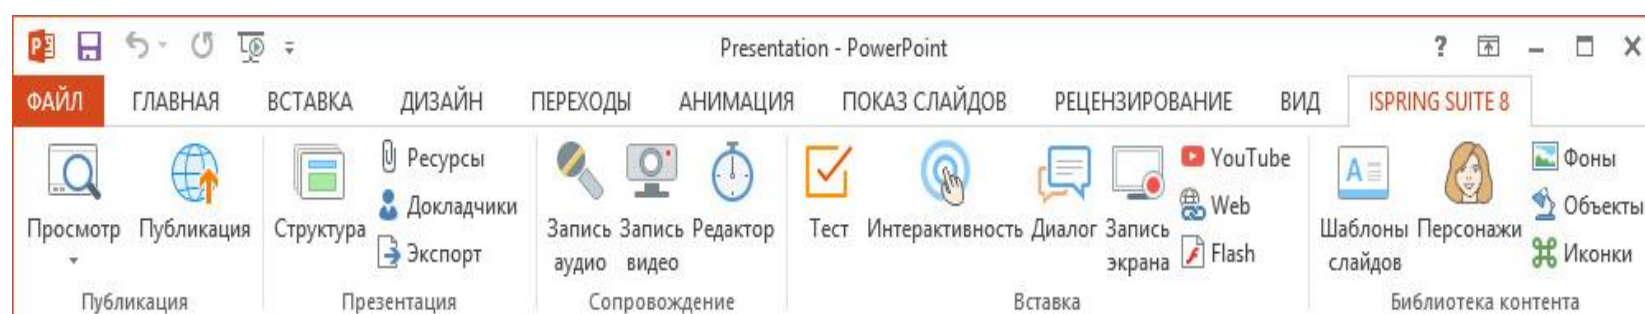 Presentation - PowerPoint
ФАЙЛ ГЛАВНАЯ ВСТАВКА ДИЗАЙН ПЕРЕХОДЫ АНИМАЦИЯ ПОКАЗ СЛАЙДОВ РЕЦЕНЗИРОВАНИЕ ВИД ISPRING SUITE 8
Просмотр
Публикация
Публикация
Структура
Ресурсы
Докладчики
Экспорт
Презентация
Запись
аудио
Запись
видео
Редактор
Сопровождение
Тест
Интерактивность
Диалог
Запись
экрана
YouTube
Web
Flash
Вставка
Шаблоны
слайдов
Персонажи
Фоны
Объекты
Иконки
Библиотека контента